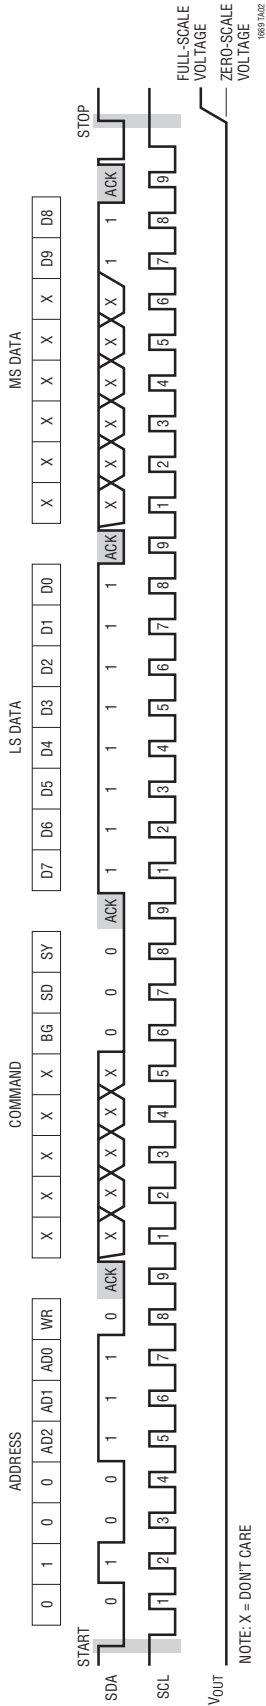 ADDRESS COMMAND LS DATA MS DATA
0 1 0 0 AD2 AD1 AD0 WR X X X X X BG SD SY D7 D6 D5 D4 D3 D2 D1 D0 X X X X X X D9 D8
START STOP
SDA 0 1 0 0 1 1 1 0 ACK X X X X X 0 0 0 ACK 1 1 1 1 1 1 1 1 ACK X X X X X X 1 1 ACK
SCL 1 2 3 4 5 6 7 8 9 1 2 3 4 5 6 7 8 9 1 2 3 4 5 6 7 8 9 1 2 3 4 5 6 7 8 9
FULL-SCALE
VOLTAGE
VOUT
ZERO-SCALE
VOLTAGE
NOTE: X = DON'T CARE
1669 TA02